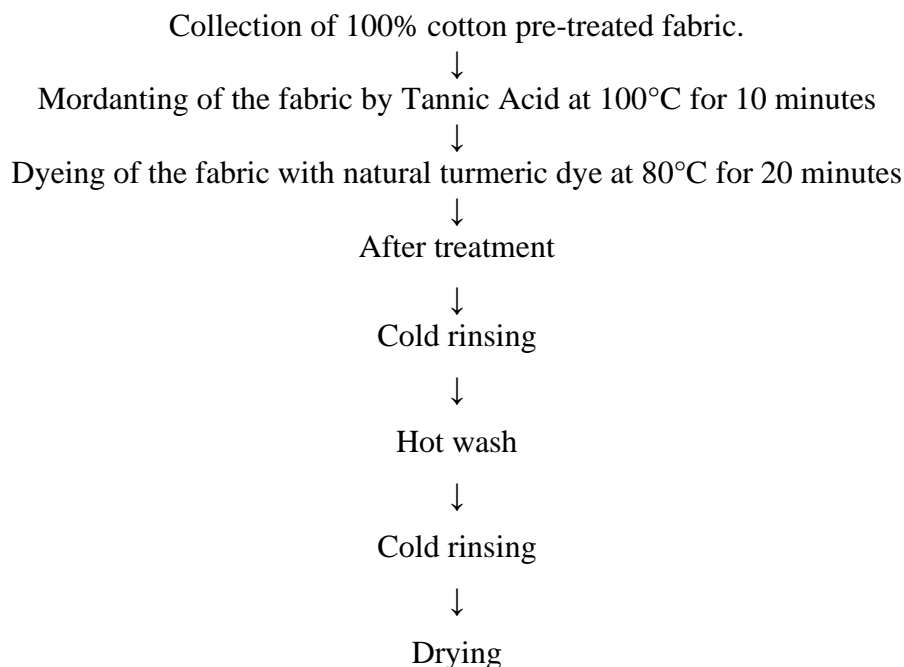 Collection of 100% cotton pre-treated fabric.
↓
Mordanting of the fabric by Tannic Acid at 100°C for 10 minutes
↓
Dyeing of the fabric with natural turmeric dye at 80°C for 20 minutes
↓
After treatment
↓
Cold rinsing
↓
Hot wash
↓
Cold rinsing
↓
Drying